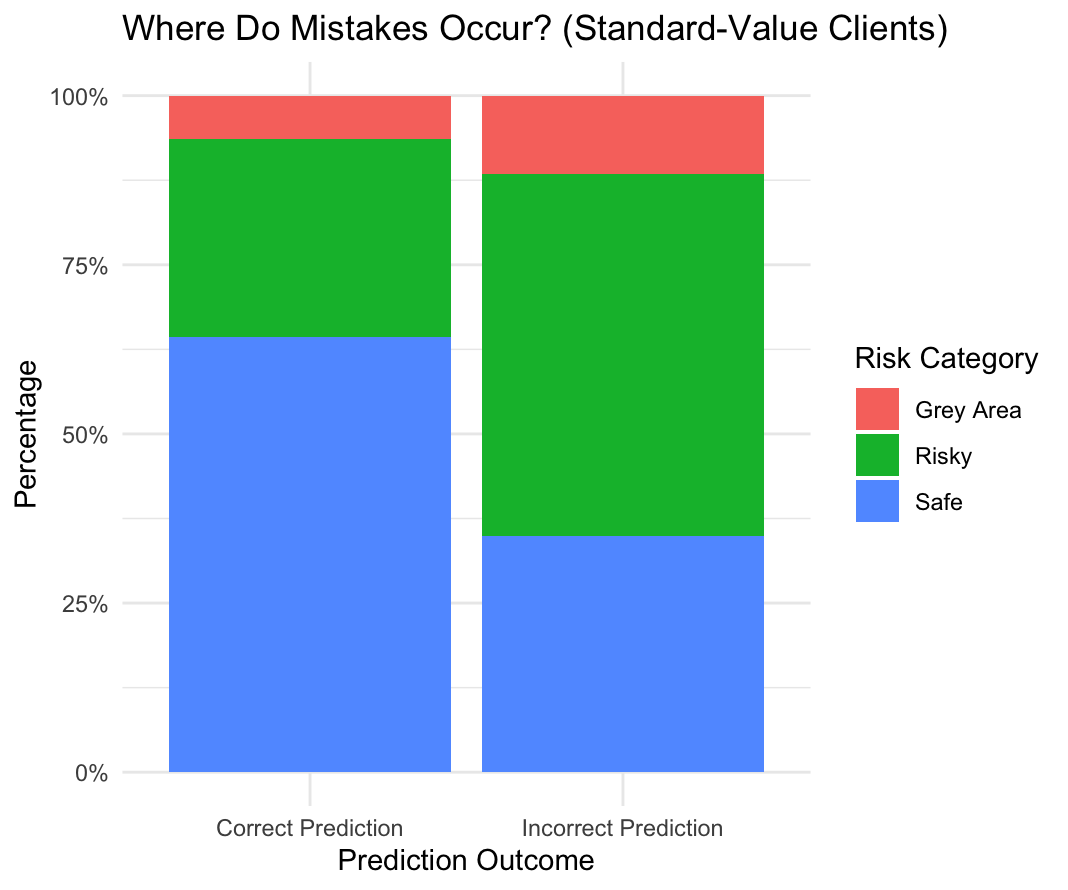 Where Do Mistakes Occur? (Standard-Value Clients)
100%
75%
50%
25%
0%
Percentage
Correct Prediction
Incorrect Prediction
Prediction Outcome
Risk Category
Grey Area
Risky
Safe